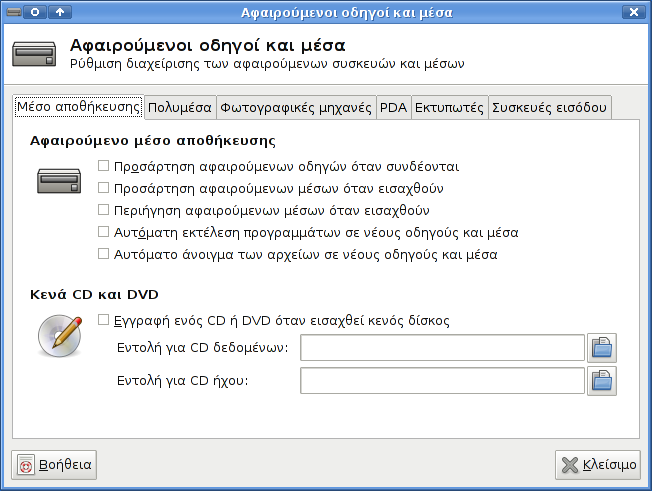 Αφαιρούμενοι οδηγοί και μέσα
Αφαιρούμενοι οδηγοί και μέσα
Ρύθμιση διαχείρισης των αφαιρούμενων συσκευών και μέσων
Μέσο αποθήκευσης Πολυμέσα Φωτογραφικές μηχανές PDA Εκτυπωτές Συσκευές εισόδου
Αφαιρούμενο μέσο αποθήκευσης
Προσάρτηση αφαιρούμενων οδηγών όταν συνδέονται
Προσάρτηση αφαιρούμενων μέσων όταν εισαχθούν
Περιήγηση αφαιρούμενων μέσων όταν εισαχθούν
Αυτόματη εκτέλεση προγραμμάτων σε νέους οδηγούς και μέσα
Αυτόματο άνοιγμα των αρχείων σε νέους οδηγούς και μέσα
Κενά CD και DVD
Εγγραφή ενός CD ή DVD όταν εισαχθεί κενός δίσκος
Εντολή για CD δεδομένων:
Εντολή για CD ήχου:
Βοήθεια Κλείσιμο